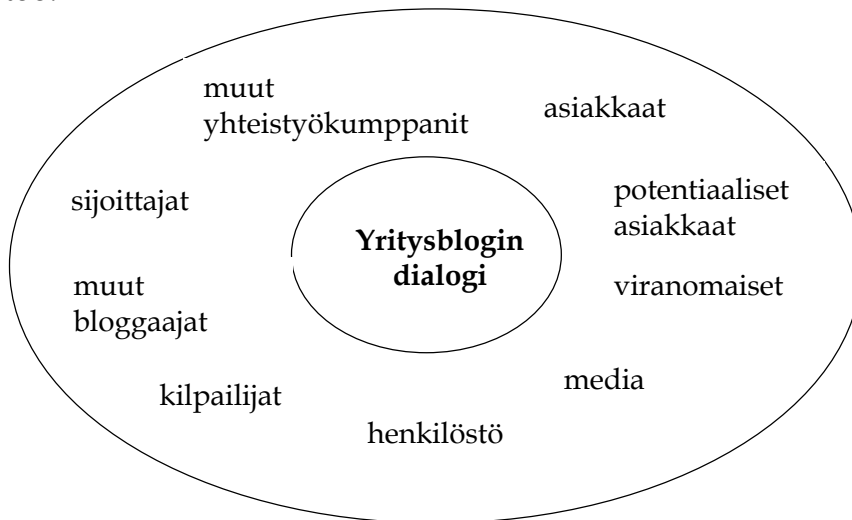 muut
yhteistyökumppanit
asiakkaat
sijoittajat
potentiaaliset
asiakkaat
Yritysblogin
dialogi
muut
bloggaajat
viranomaiset
kilpailijat
media
henkilöstö